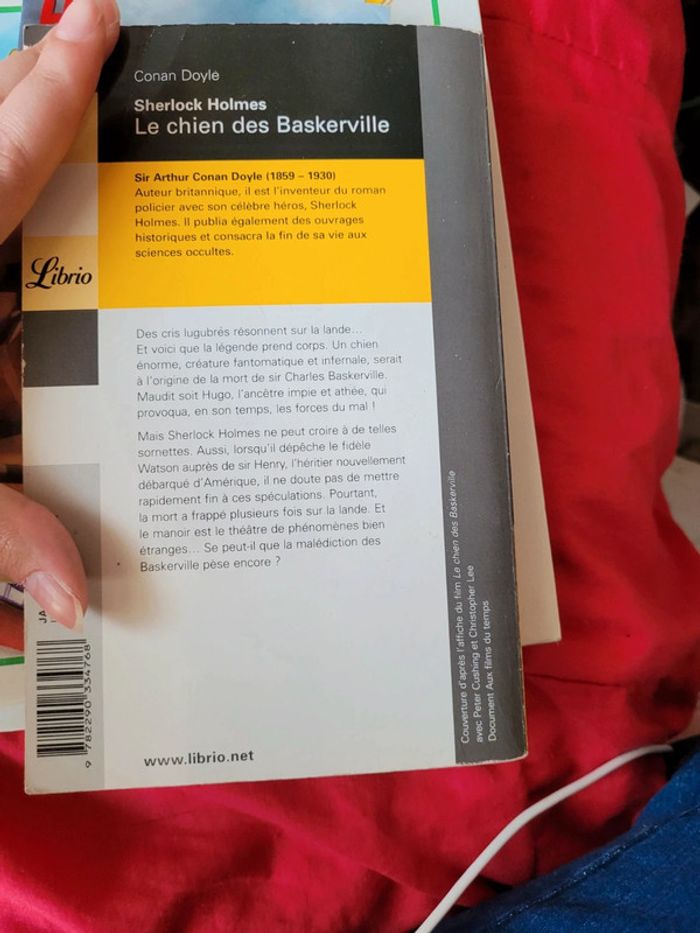 Conan Doyle
Sherlock Holmes
Le chien des Baskerville
Sir Arthur Conan Doyle (1859 – 1930)
Auteur britannique, il est l'inventeur du roman
policier avec son célèbre héros, Sherlock
Holmes. Il publia également des ouvrages
historiques et consacra la fin de sa vie aux
sciences occultes.
Librio
Des cris lugubres résonnent sur la lande...
Et voici que la légende prend corps. Un chien
énorme, créature fantomatique et infernale, serait
à l'origine de la mort de sir Charles Baskerville.
Maudit soit Hugo, l'ancêtre impie et athée, qui
provoqua, en son temps, les forces du mal !
Mais Sherlock Holmes ne peut croire à de telles
sornettes. Aussi, lorsqu'il dépêche le fidèle
Watson auprès de sir Henry, l'héritier nouvellement
débarqué d'Amérique, il ne doute pas de mettre
rapidement fin à ces spéculations. Pourtant,
la mort a frappé plusieurs fois sur la lande. Et
le manoir est le théâtre de phénomènes bien
étranges... Se peut-il que la malédiction des
Baskerville pèse encore ?
Couverture d'après l'affiche du film Le chien des Baskerville
avec Peter Cushing et Christopher Lee
Document Aux films du temps
9 782290 334768
www.librio.net